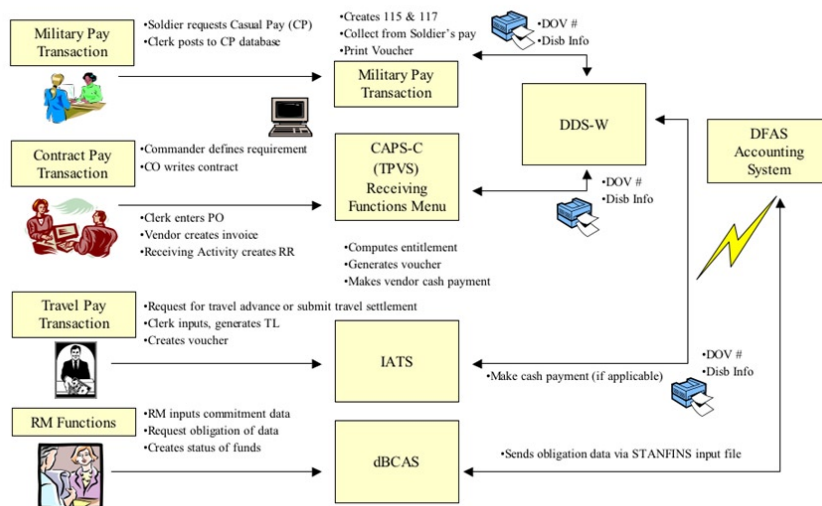 Military Pay
Transaction
•Soldier requests Casual Pay (CP)
•Clerk posts to CP database
•Creates 115 & 117
•Collect from Soldier's pay
•Print Voucher
Military Pay
Transaction
•DOV #
•Disb Info
DDS-W
DFAS
Accounting
System
Contract Pay
Transaction
•Commander defines requirement
•CO writes contract
•Clerk enters PO
•Vendor creates invoice
•Receiving Activity creates RR
CAPS-C
(TPVS)
Receiving
Functions Menu
•DOV #
•Disb Info
•Computes entitlement
•Generates voucher
•Makes vendor cash payment
Travel Pay
Transaction
•Request for travel advance or submit travel settlement
•Clerk inputs, generates TL
•Creates voucher
IATS
•Make cash payment (if applicable)
•DOV #
•Disb Info
RM Functions
•RM inputs commitment data
•Request obligation of data
•Creates status of funds
dBCAS
•Sends obligation data via STANFINS input file